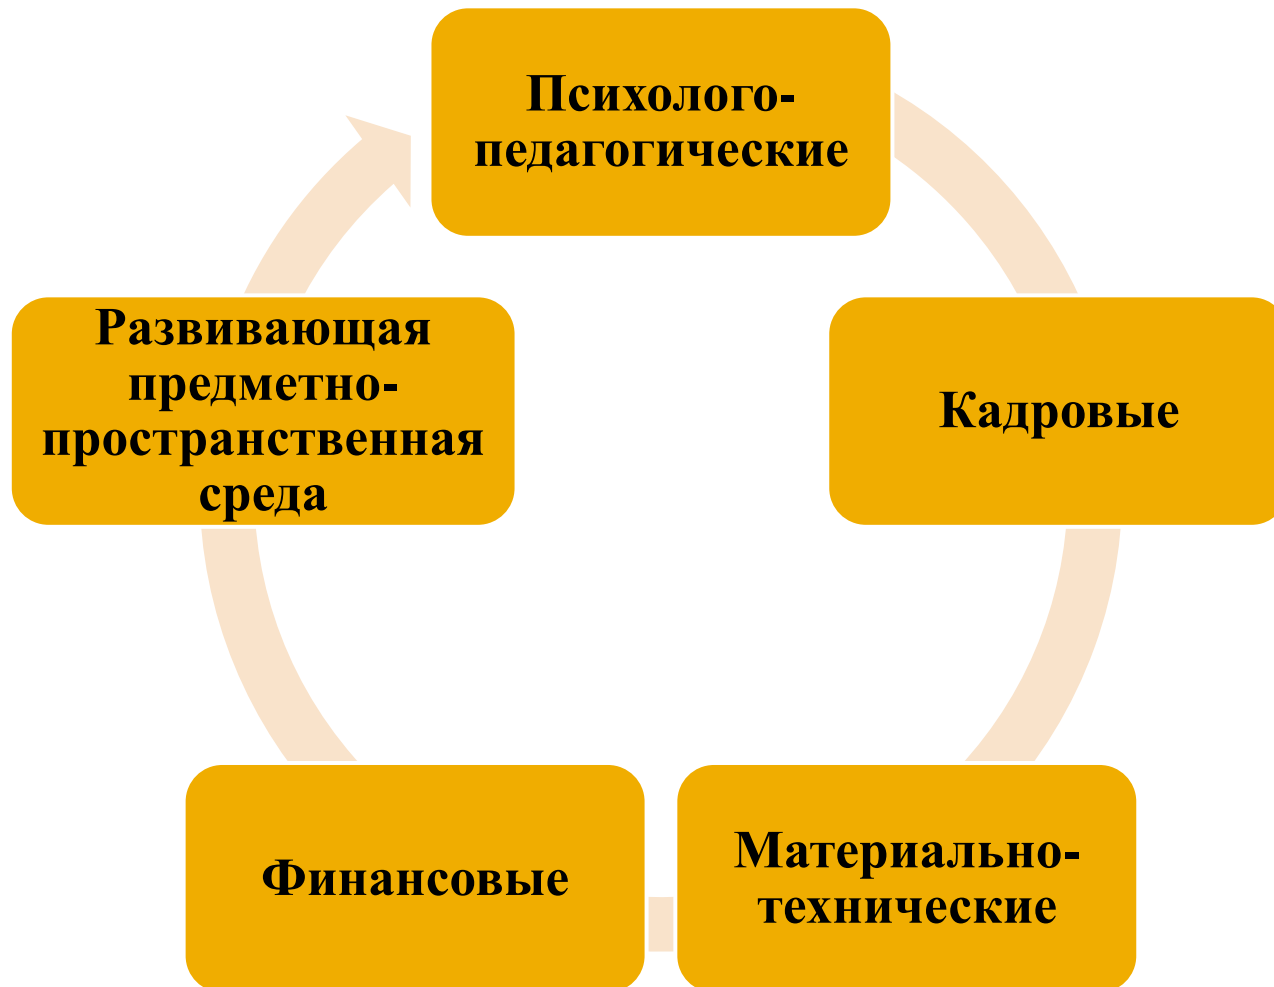 Психолого-
педагогические
Развивающая
предметно-
пространственная
среда
Кадровые
Финансовые
Материально-
технические